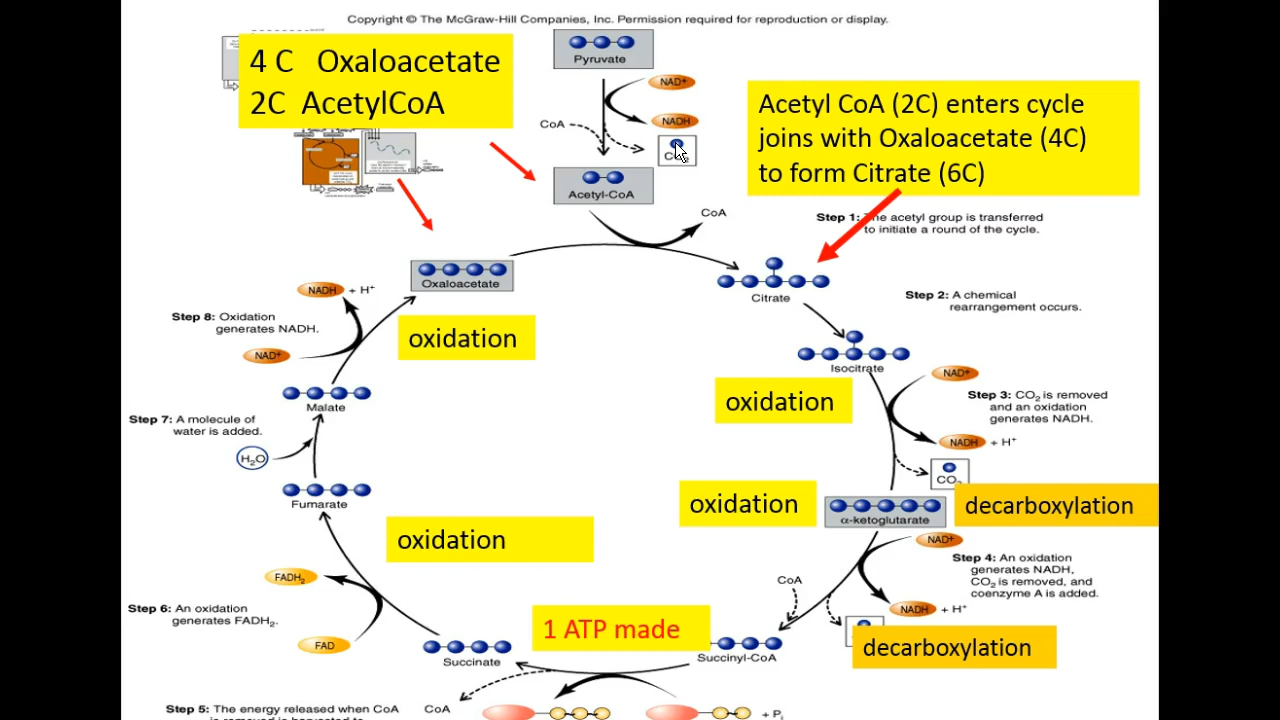 Copyright © The McGraw-Hill Companies, Inc. Permission required for reproduction or display.
4 C Oxaloacetate
2C AcetylCoA
Pyruvate
NAD+
NADH
CoA
CO2
Acetyl-CoA
Acetyl CoA (2C) enters cycle
joins with Oxaloacetate (4C)
to form Citrate (6C)
CoA
Step 1: The acetyl group is transferred
to initiate a round of the cycle.
Oxaloacetate
Citrate
NADH + H+
Step 2: A chemical
rearrangement occurs.
Step 8: Oxidation
generates NADH.
NAD+
oxidation
Isocitrate
NAD+
oxidation
Step 3: CO2 is removed
and an oxidation
generates NADH.
NADH + H+
Malate
Step 7: A molecule of
water is added.
H2O
CO2
Fumarate
oxidation
α-ketoglutarate
decarboxylation
oxidation
NAD+
Step 4: An oxidation
generates NADH,
CO2 is removed, and
coenzyme A is added.
FADH2
CoA
NADH + H+
Step 6: An oxidation
generates FADH2.
FAD
1 ATP made
decarboxylation
Succinate
Succinyl-CoA
Step 5: The energy released when CoA
CoA
+ Pi